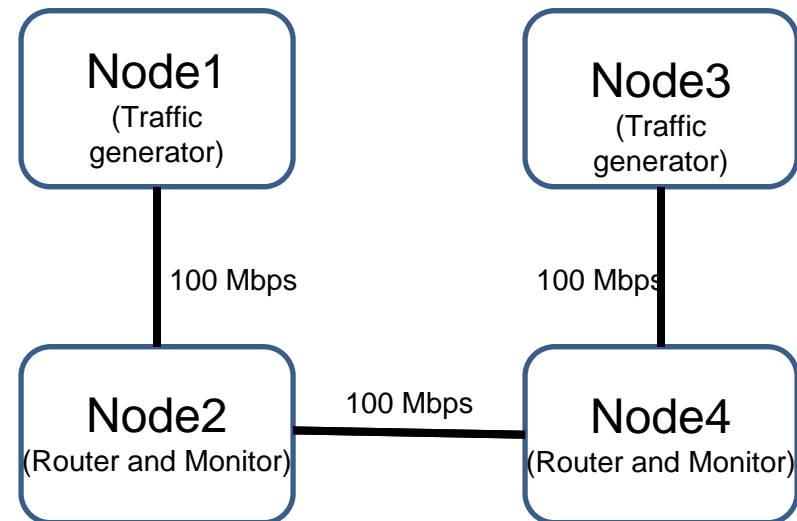 Node1
(Traffic
generator)
Node3
(Traffic
generator)
100 Mbps
100 Mbps
Node2
(Router and Monitor)
100 Mbps
Node4
(Router and Monitor)